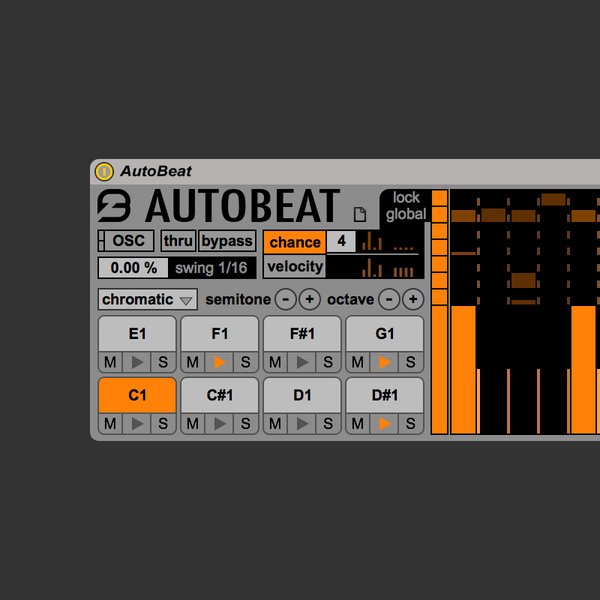 AutoBeat
AUTOBEAT
lock
global
OSC thru bypass chance 4
0.00 % swing 1/16 velocity
chromatic semitone - + octave - +
E1 F1 F#1 G1
M S M S M S M S
C1 C#1 D1 D#1
M S M S M S M S